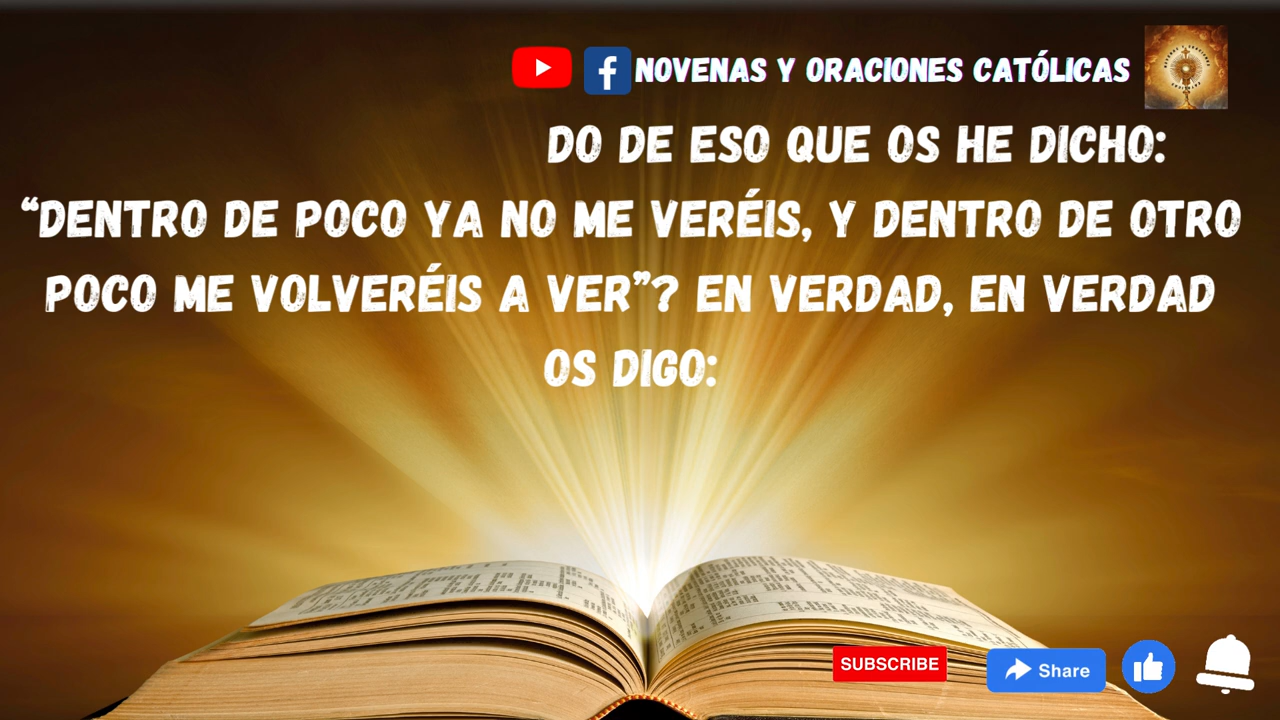 NOVENAS Y ORACIONES CATÓLICAS
DO DE ESO QUE OS HE DICHO:
“DENTRO DE POCO YA NO ME VERÉIS, Y DENTRO DE OTRO
POCO ME VOLVERÉIS A VER”? EN VERDAD, EN VERDAD
OS DIGO:
SUBSCRIBE
Share